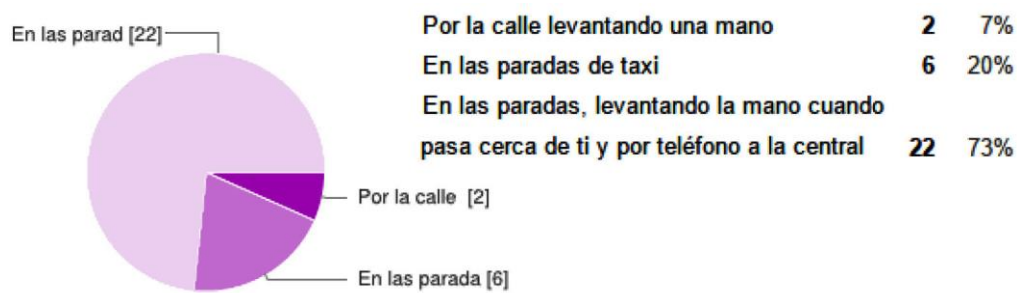 En las parad [22]
Por la calle [2]
En las parada [6]
Por la calle levantando una mano 2 7%
En las paradas de taxi 6 20%
En las paradas, levantando la mano cuando
pasa cerca de ti y por teléfono a la central 22 73%